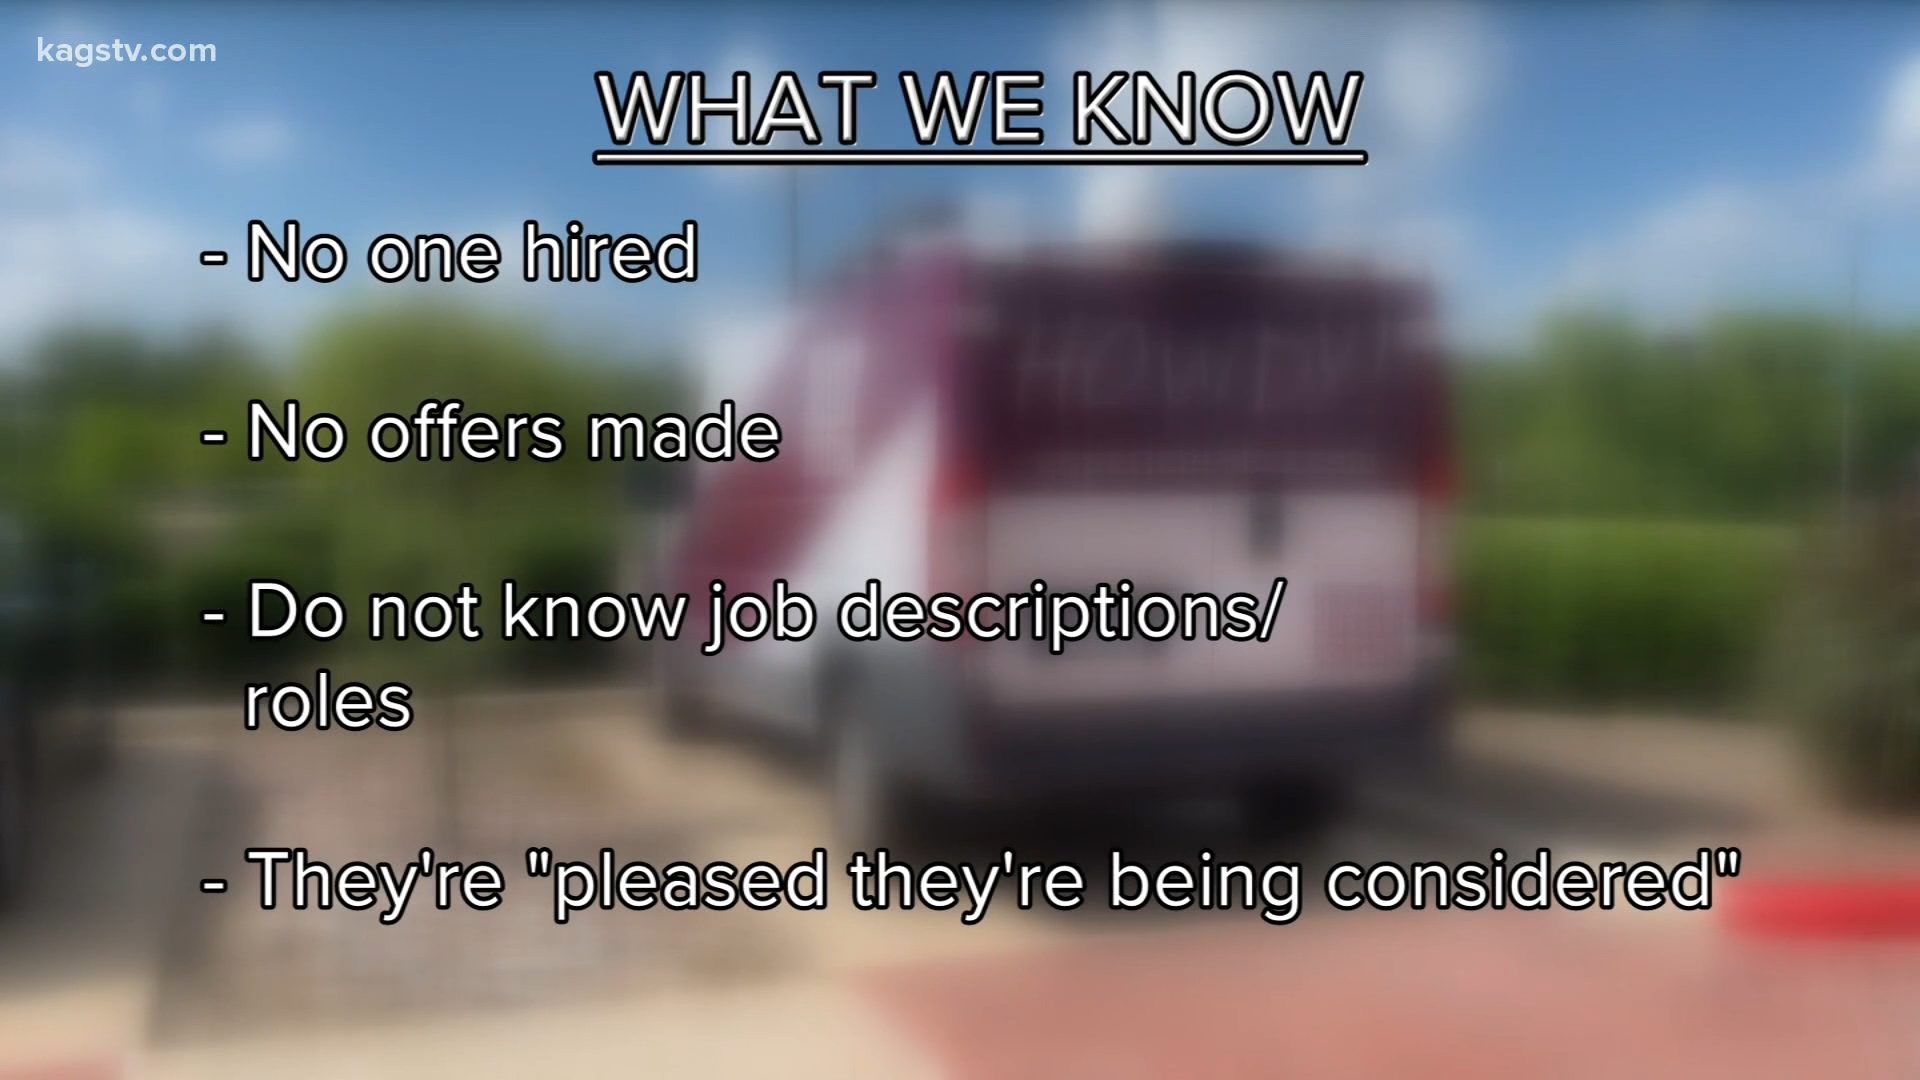 kagstv.com
WHAT WE KNOW
- No one hired
- No offers made
- Do not know job descriptions/
roles
- They're "pleased they're being considered"
HOWDY!